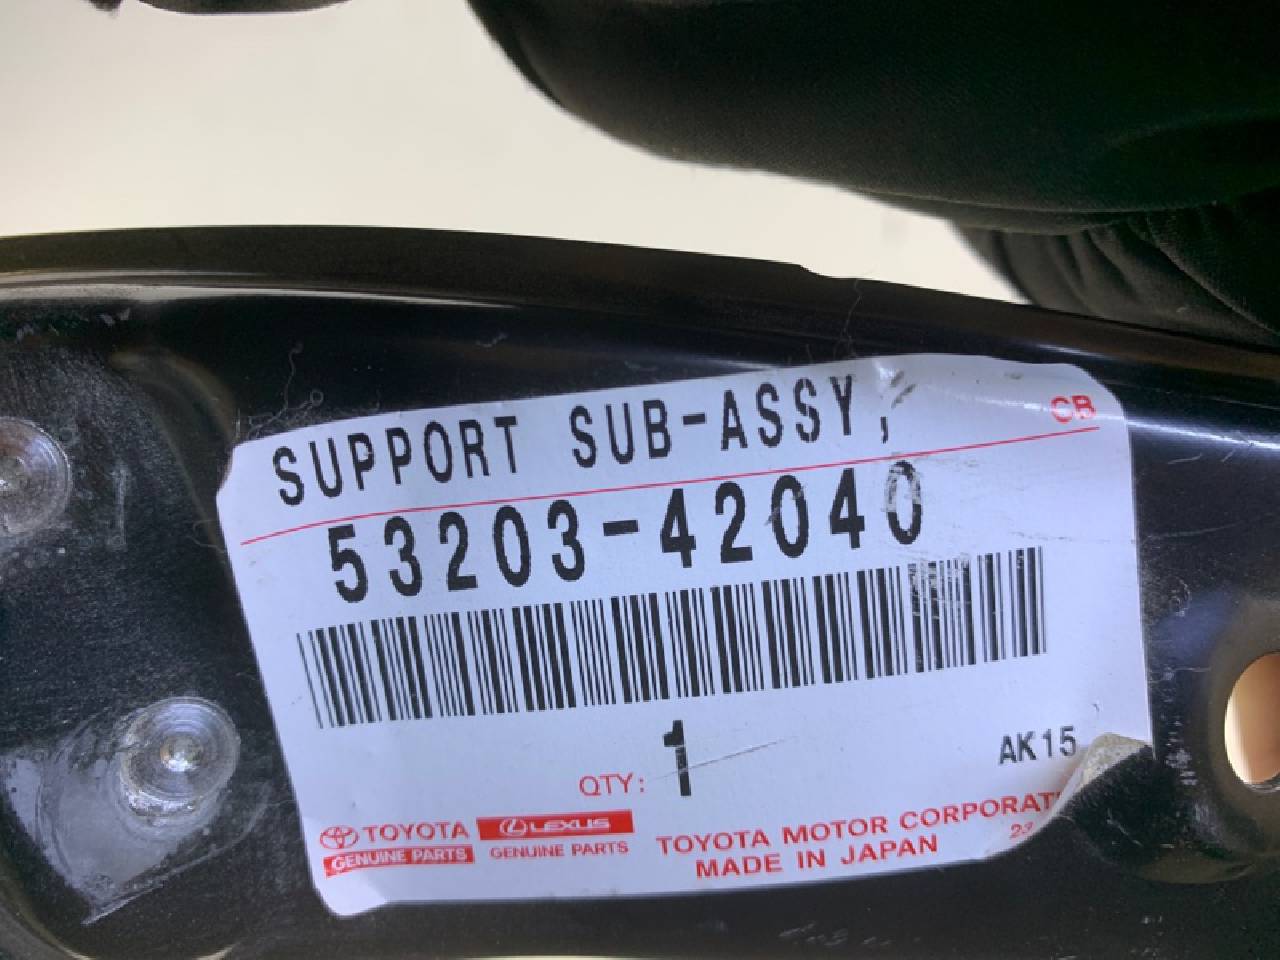 SUPPORT SUB-ASSY,
CB
53203-42040
1
QTY:
AK15
TOYOTA
GENUINE PARTS
LEXUS
GENUINE PARTS
TOYOTA MOTOR CORPORAT
MADE IN JAPAN
23